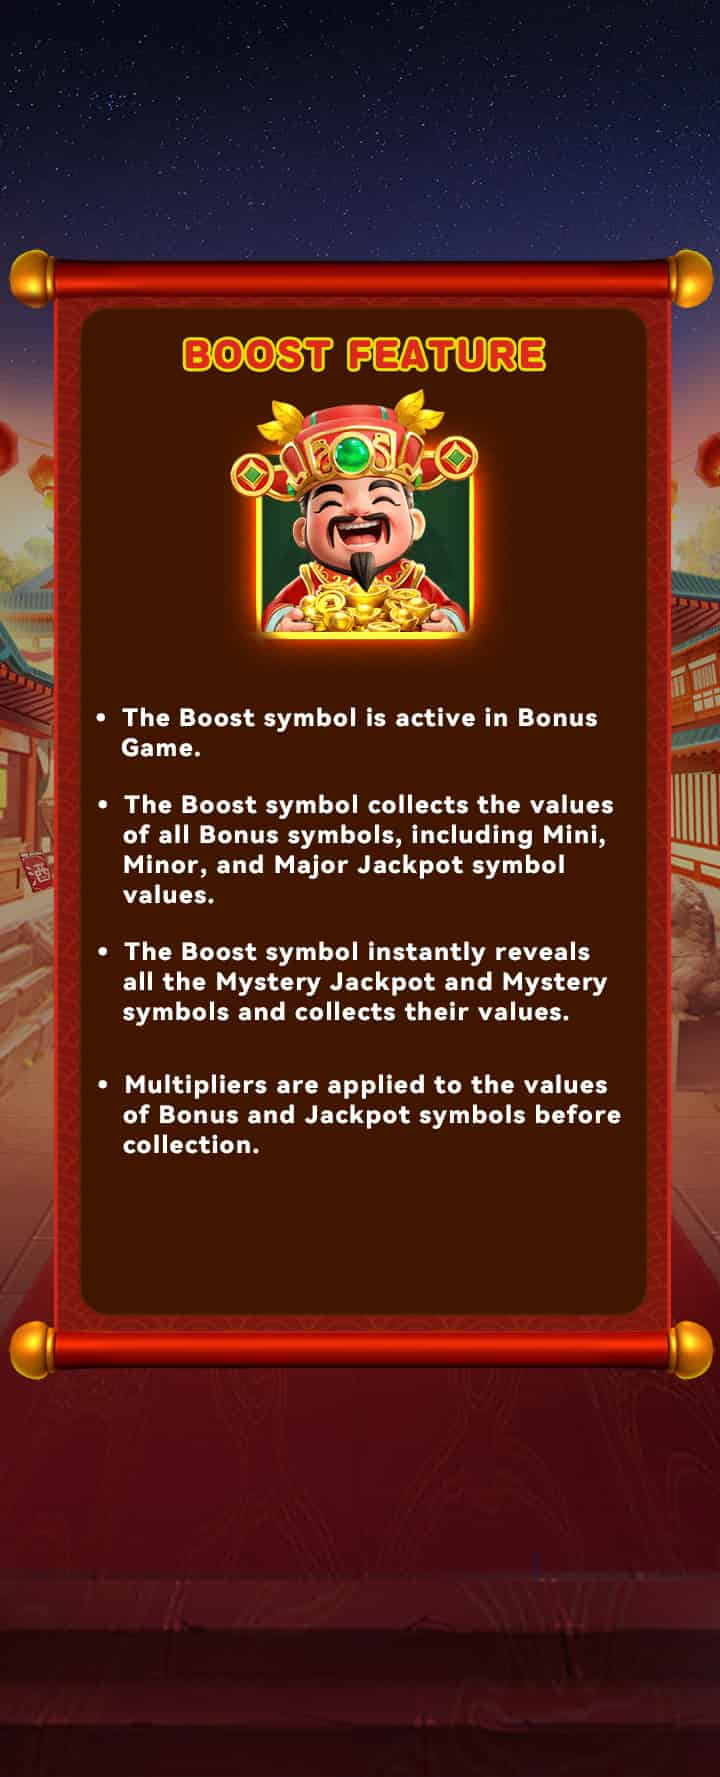 BOOST FEATURE
• The Boost symbol is active in Bonus
Game.
• The Boost symbol collects the values
of all Bonus symbols, including Mini,
Minor, and Major Jackpot symbol
values.
• The Boost symbol instantly reveals
all the Mystery Jackpot and Mystery
symbols and collects their values.
• Multipliers are applied to the values
of Bonus and Jackpot symbols before
collection.
酒